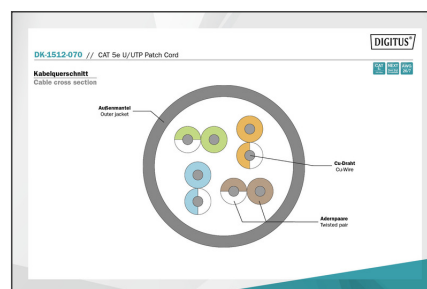 DIGITUS®
DK-1512-070 // CAT 5e U/UTP Patch Cord
Kabelquerschnitt
Cable cross section
Außenmantel
Outer jacket
Cu-Draht
Cu-Wire
Adernpaare
Twisted pair